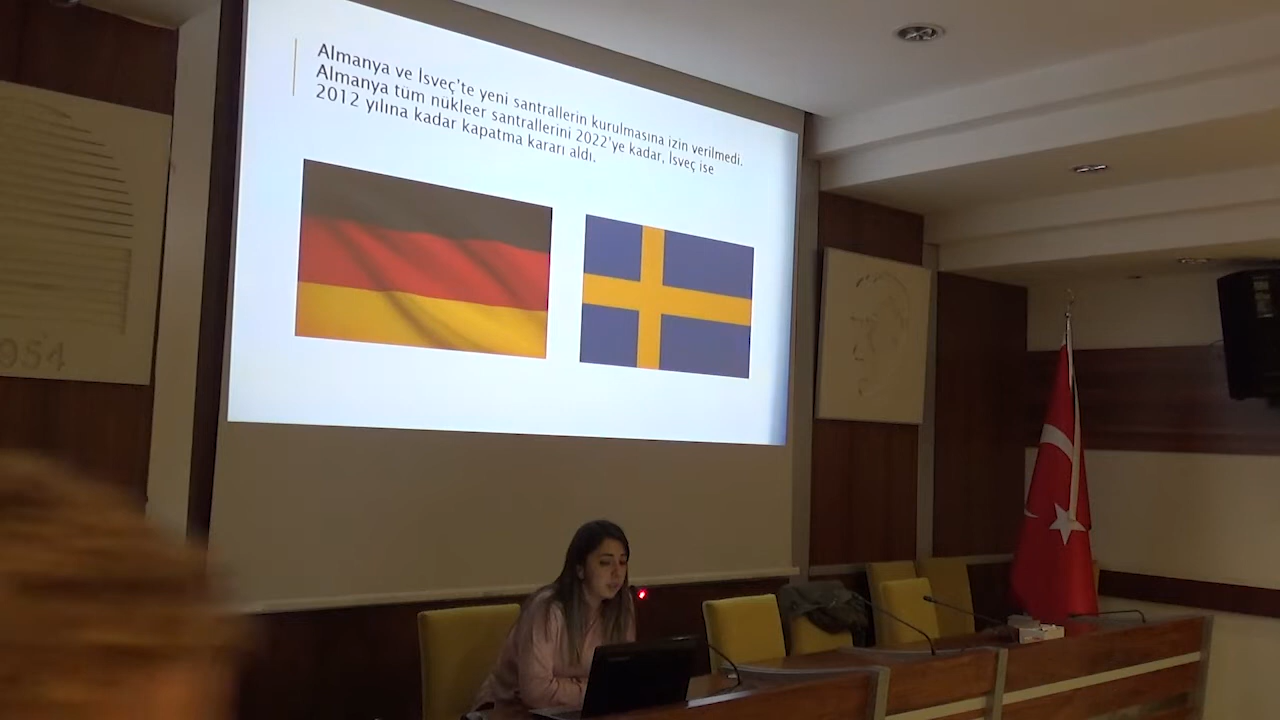 Almanya ve İsveç'te yeni santrallerin kurulmasına izin verilmedi.
Almanya tüm nükleer santrallerini 2022'ye kadar, İsveç ise
2012 yılına kadar kapatma kararı aldı.
1954